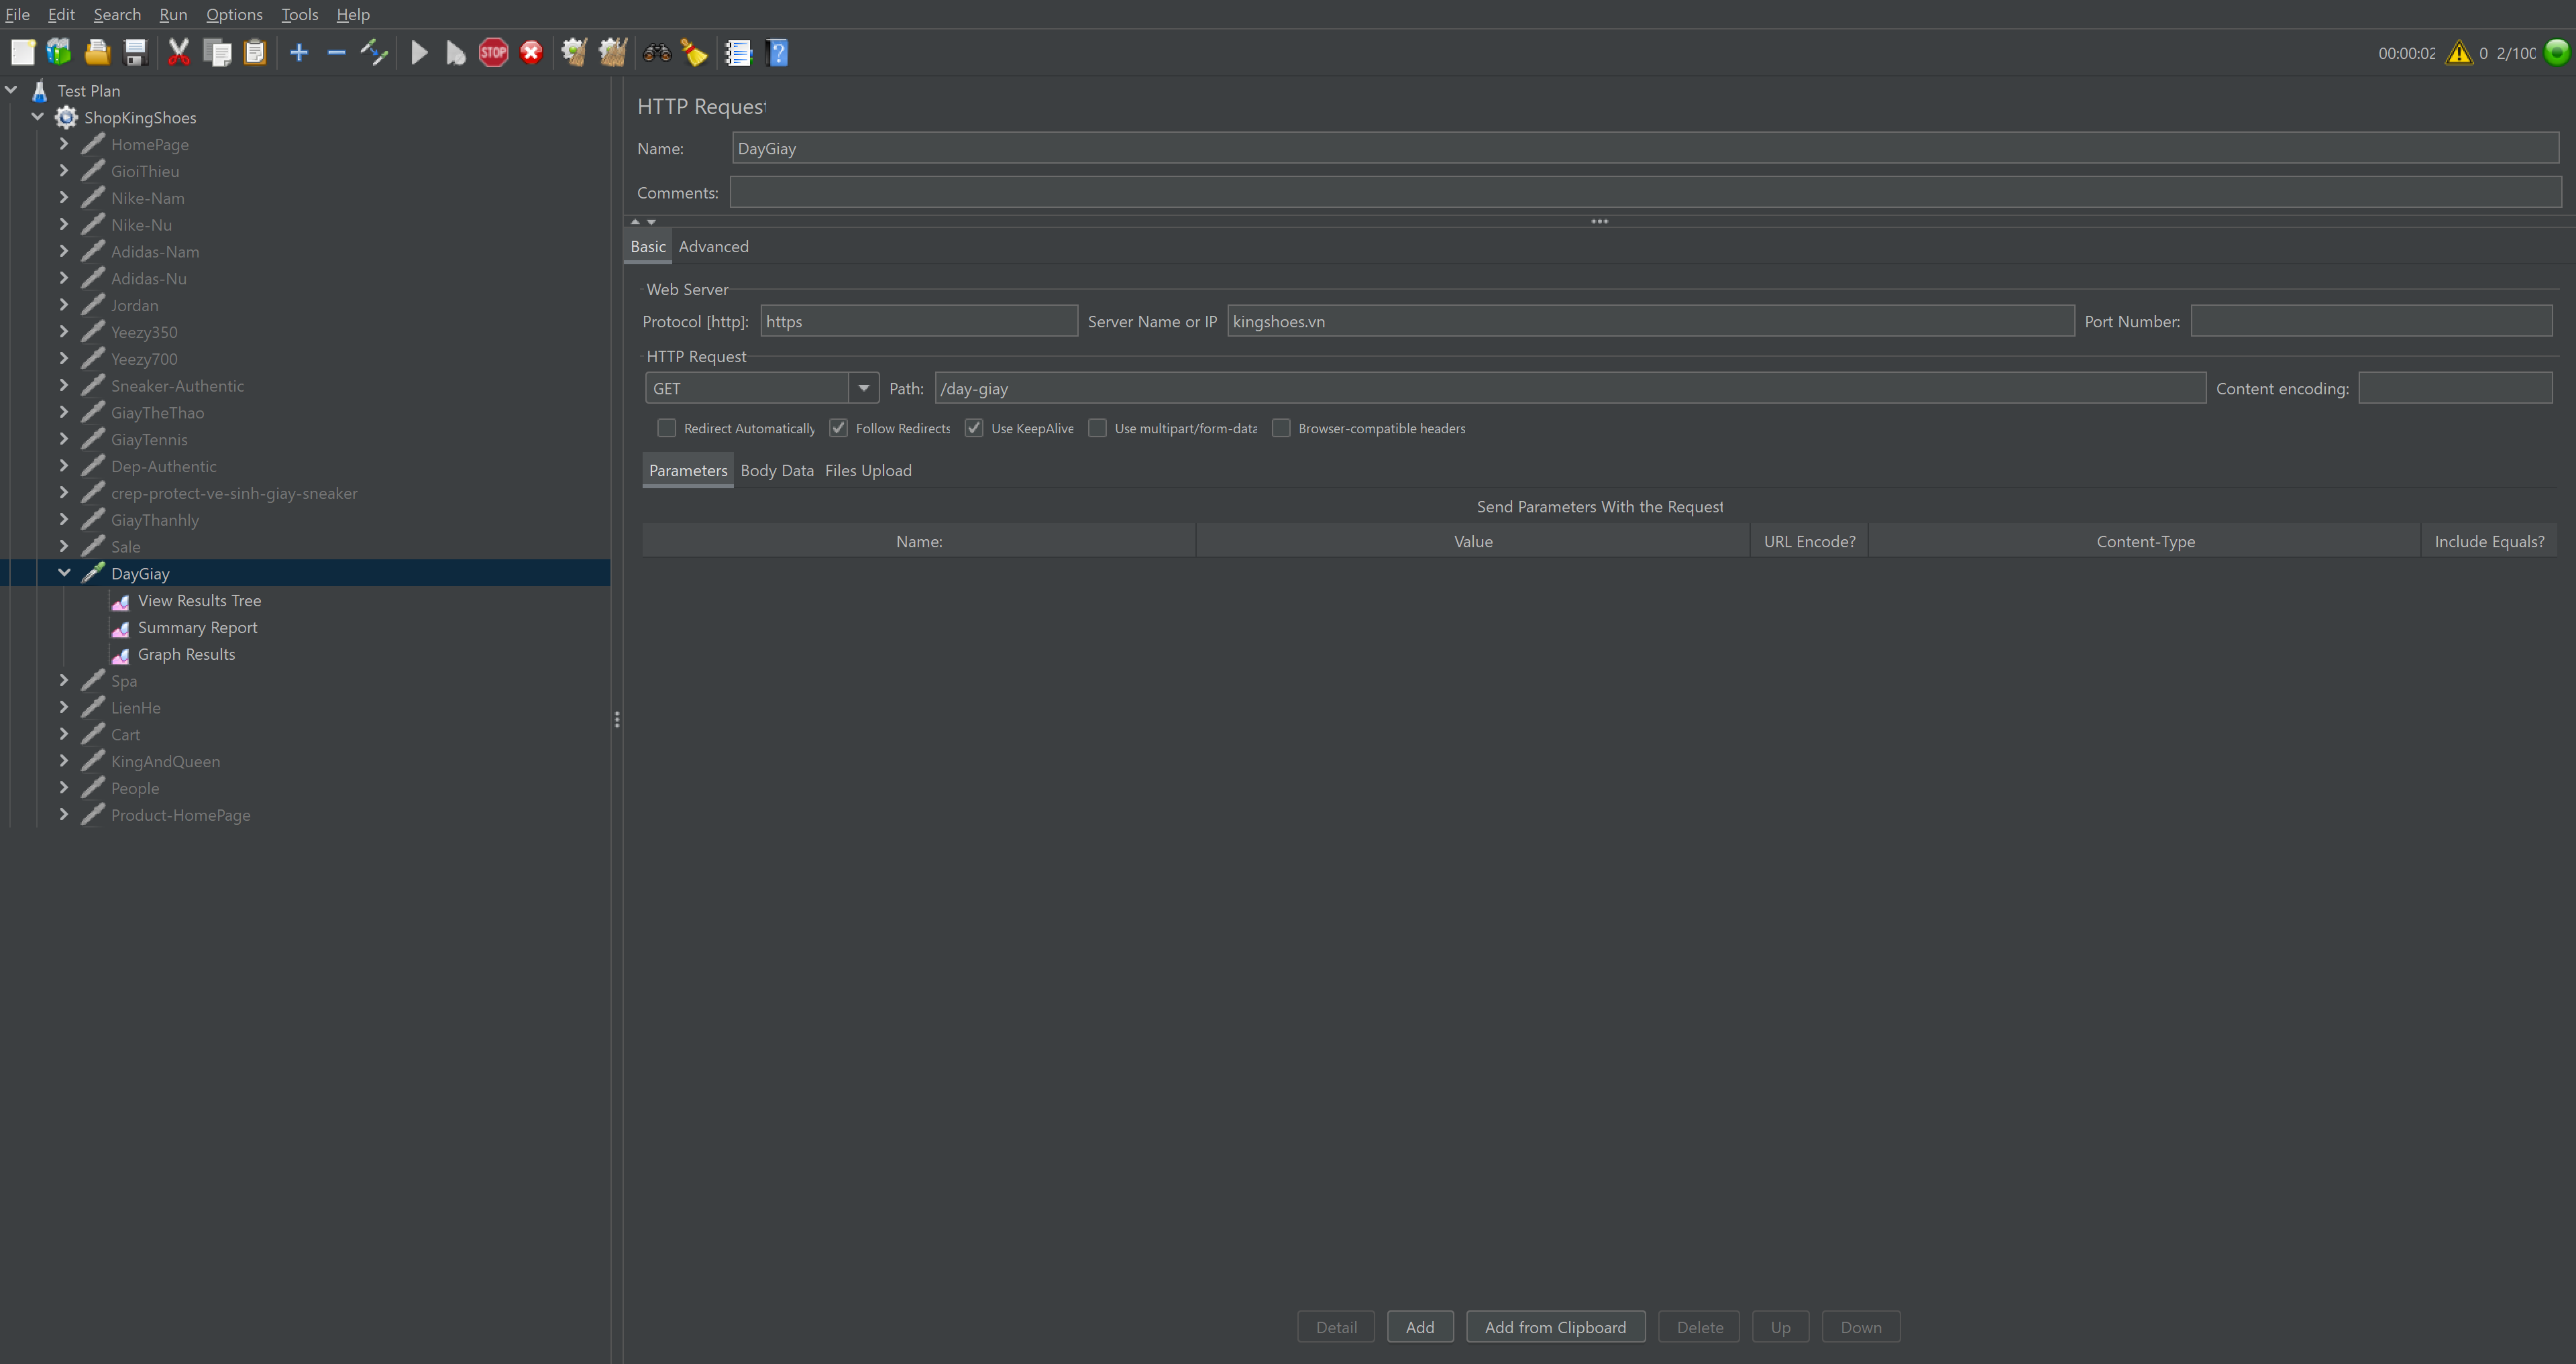 File Edit Search Run Options Tools Help
STOP
00:00:02 0 2/100
Test Plan
ShopKingShoes
HomePage
GioiThieu
Nike-Nam
Nike-Nu
Adidas-Nam
Adidas-Nu
Jordan
Yeezy350
Yeezy700
Sneaker-Authentic
GiayTheThao
GiayTennis
Dep-Authentic
crep-protect-ve-sinh-giay-sneaker
GiayThanhly
Sale
DayGiay
View Results Tree
Summary Report
Graph Results
Spa
LienHe
Cart
KingAndQueen
People
Product-HomePage
HTTP Request
Name: DayGiay
Comments:
Basic Advanced
Web Server
Protocol [http]: https Server Name or IP kingshoes.vn Port Number:
HTTP Request
GET Path: /day-giay Content encoding:
Redirect Automatically Follow Redirects Use KeepAlive Use multipart/form-data Browser-compatible headers
Parameters Body Data Files Upload
Send Parameters With the Request
Name: Value URL Encode? Content-Type Include Equals?
Detail Add Add from Clipboard Delete Up Down